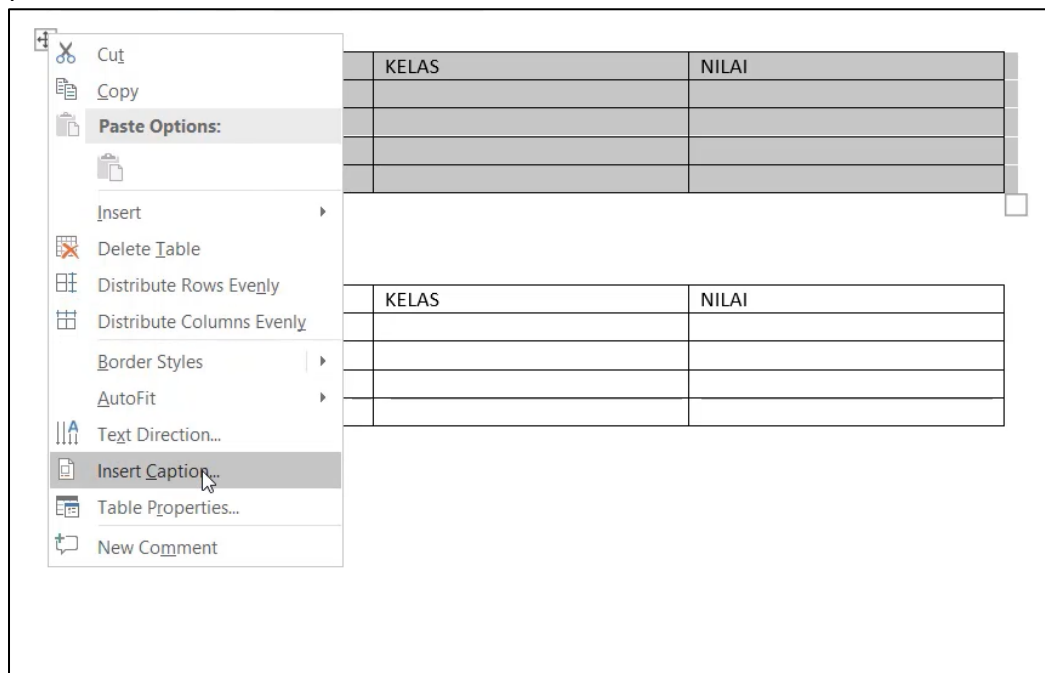 Cut
Copy
Paste Options:
Insert
Delete Table
Distribute Rows Evenly
Distribute Columns Evenly
Border Styles
AutoFit
Text Direction...
Insert Caption...
Table Properties...
New Comment
KELAS NILAI
KELAS NILAI